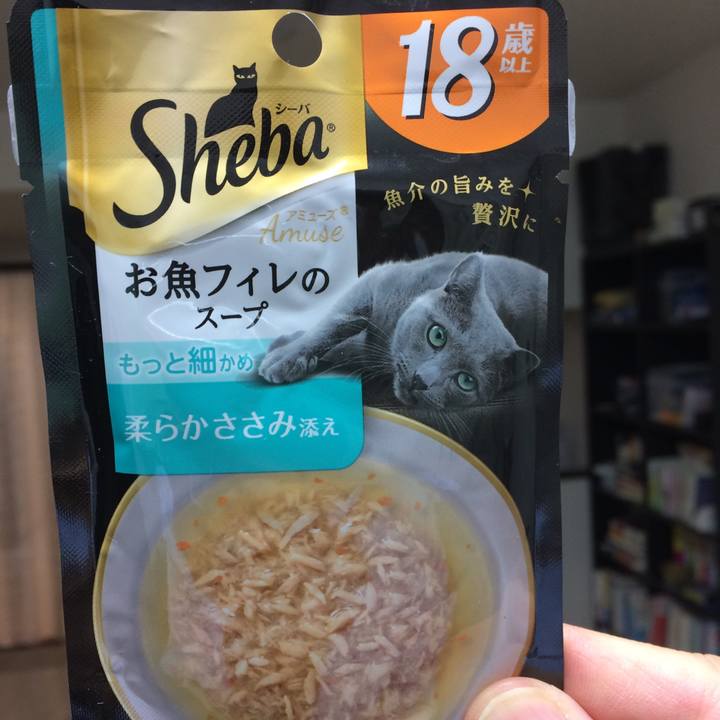 18歳
以上
シーバ
Sheba®
魚介の旨みを
贅沢に
アミューズ®
Amuse
お魚フィレの
スープ
もっと細かめ
柔らかささみ添え